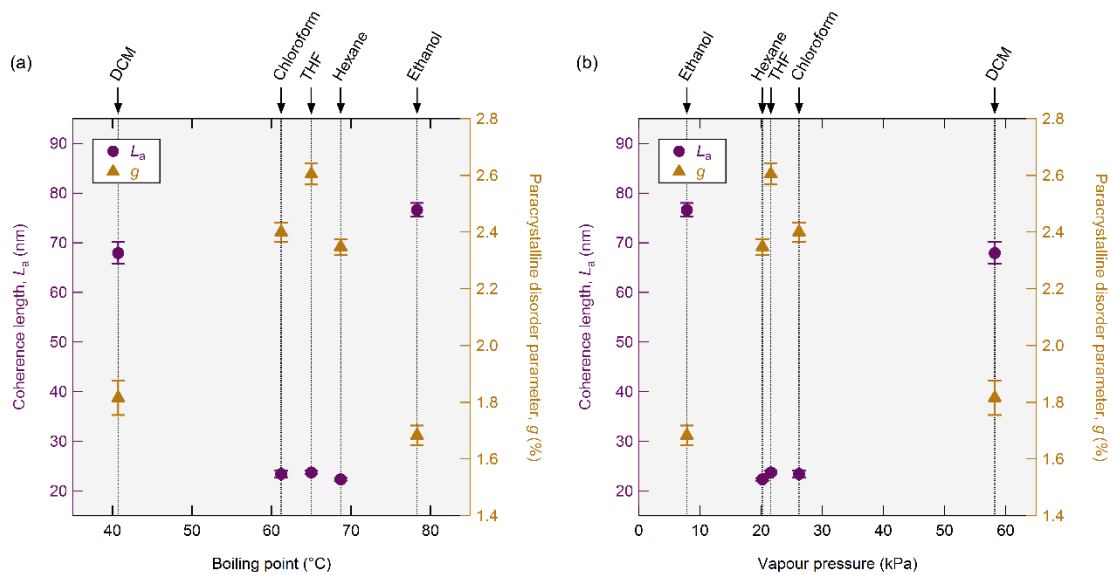 (a)
DCM
Chloroform
THF
Hexane
Ethanol
Coherence length, Lₐ (nm)
90
80
70
60
50
40
30
20
Lₐ
g
2.8
2.6
2.4
2.2
2.0
1.8
1.6
1.4
Paracrystalline disorder parameter, g (%)
40
50
60
70
80
Boiling point (°C)
(b)
Ethanol
Hexane
THF
Chloroform
DCM
Coherence length, Lₐ (nm)
90
80
70
60
50
40
30
20
Lₐ
g
2.8
2.6
2.4
2.2
2.0
1.8
1.6
1.4
Paracrystalline disorder parameter, g (%)
0
10
20
30
40
50
60
Vapour pressure (kPa)